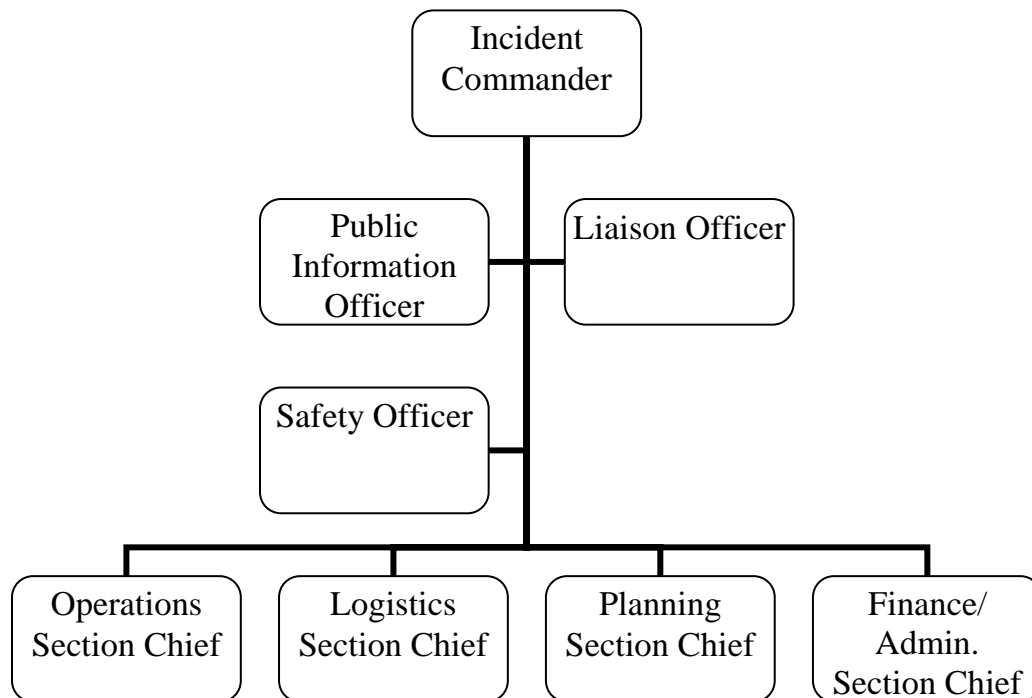 Incident
Commander
Public
Information
Officer
Liaison Officer
Safety Officer
Operations
Section Chief
Logistics
Section Chief
Planning
Section Chief
Finance/
Admin.
Section Chief